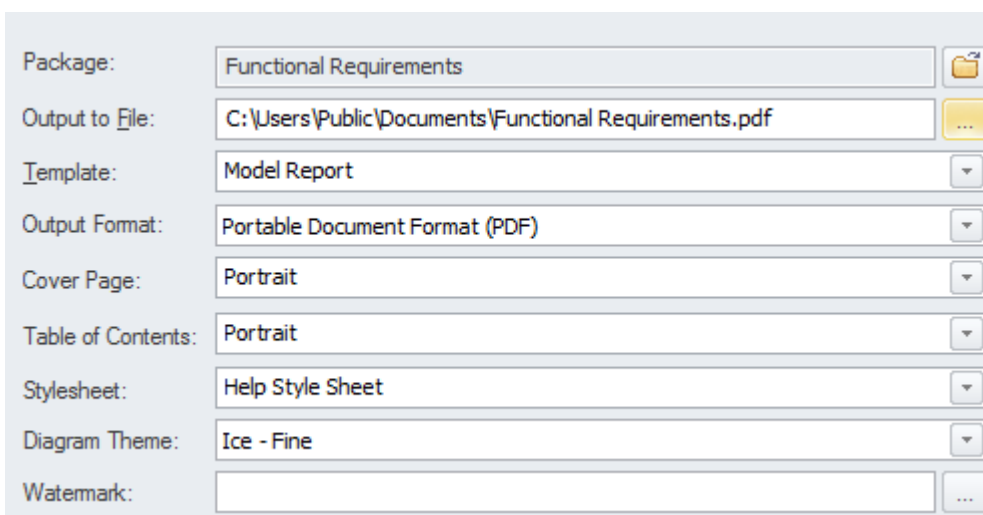 Package: Functional Requirements
Output to File: C:\Users\Public\Documents\Functional Requirements.pdf ...
Template: Model Report
Output Format: Portable Document Format (PDF)
Cover Page: Portrait
Table of Contents: Portrait
Stylesheet: Help Style Sheet
Diagram Theme: Ice - Fine
Watermark: ...